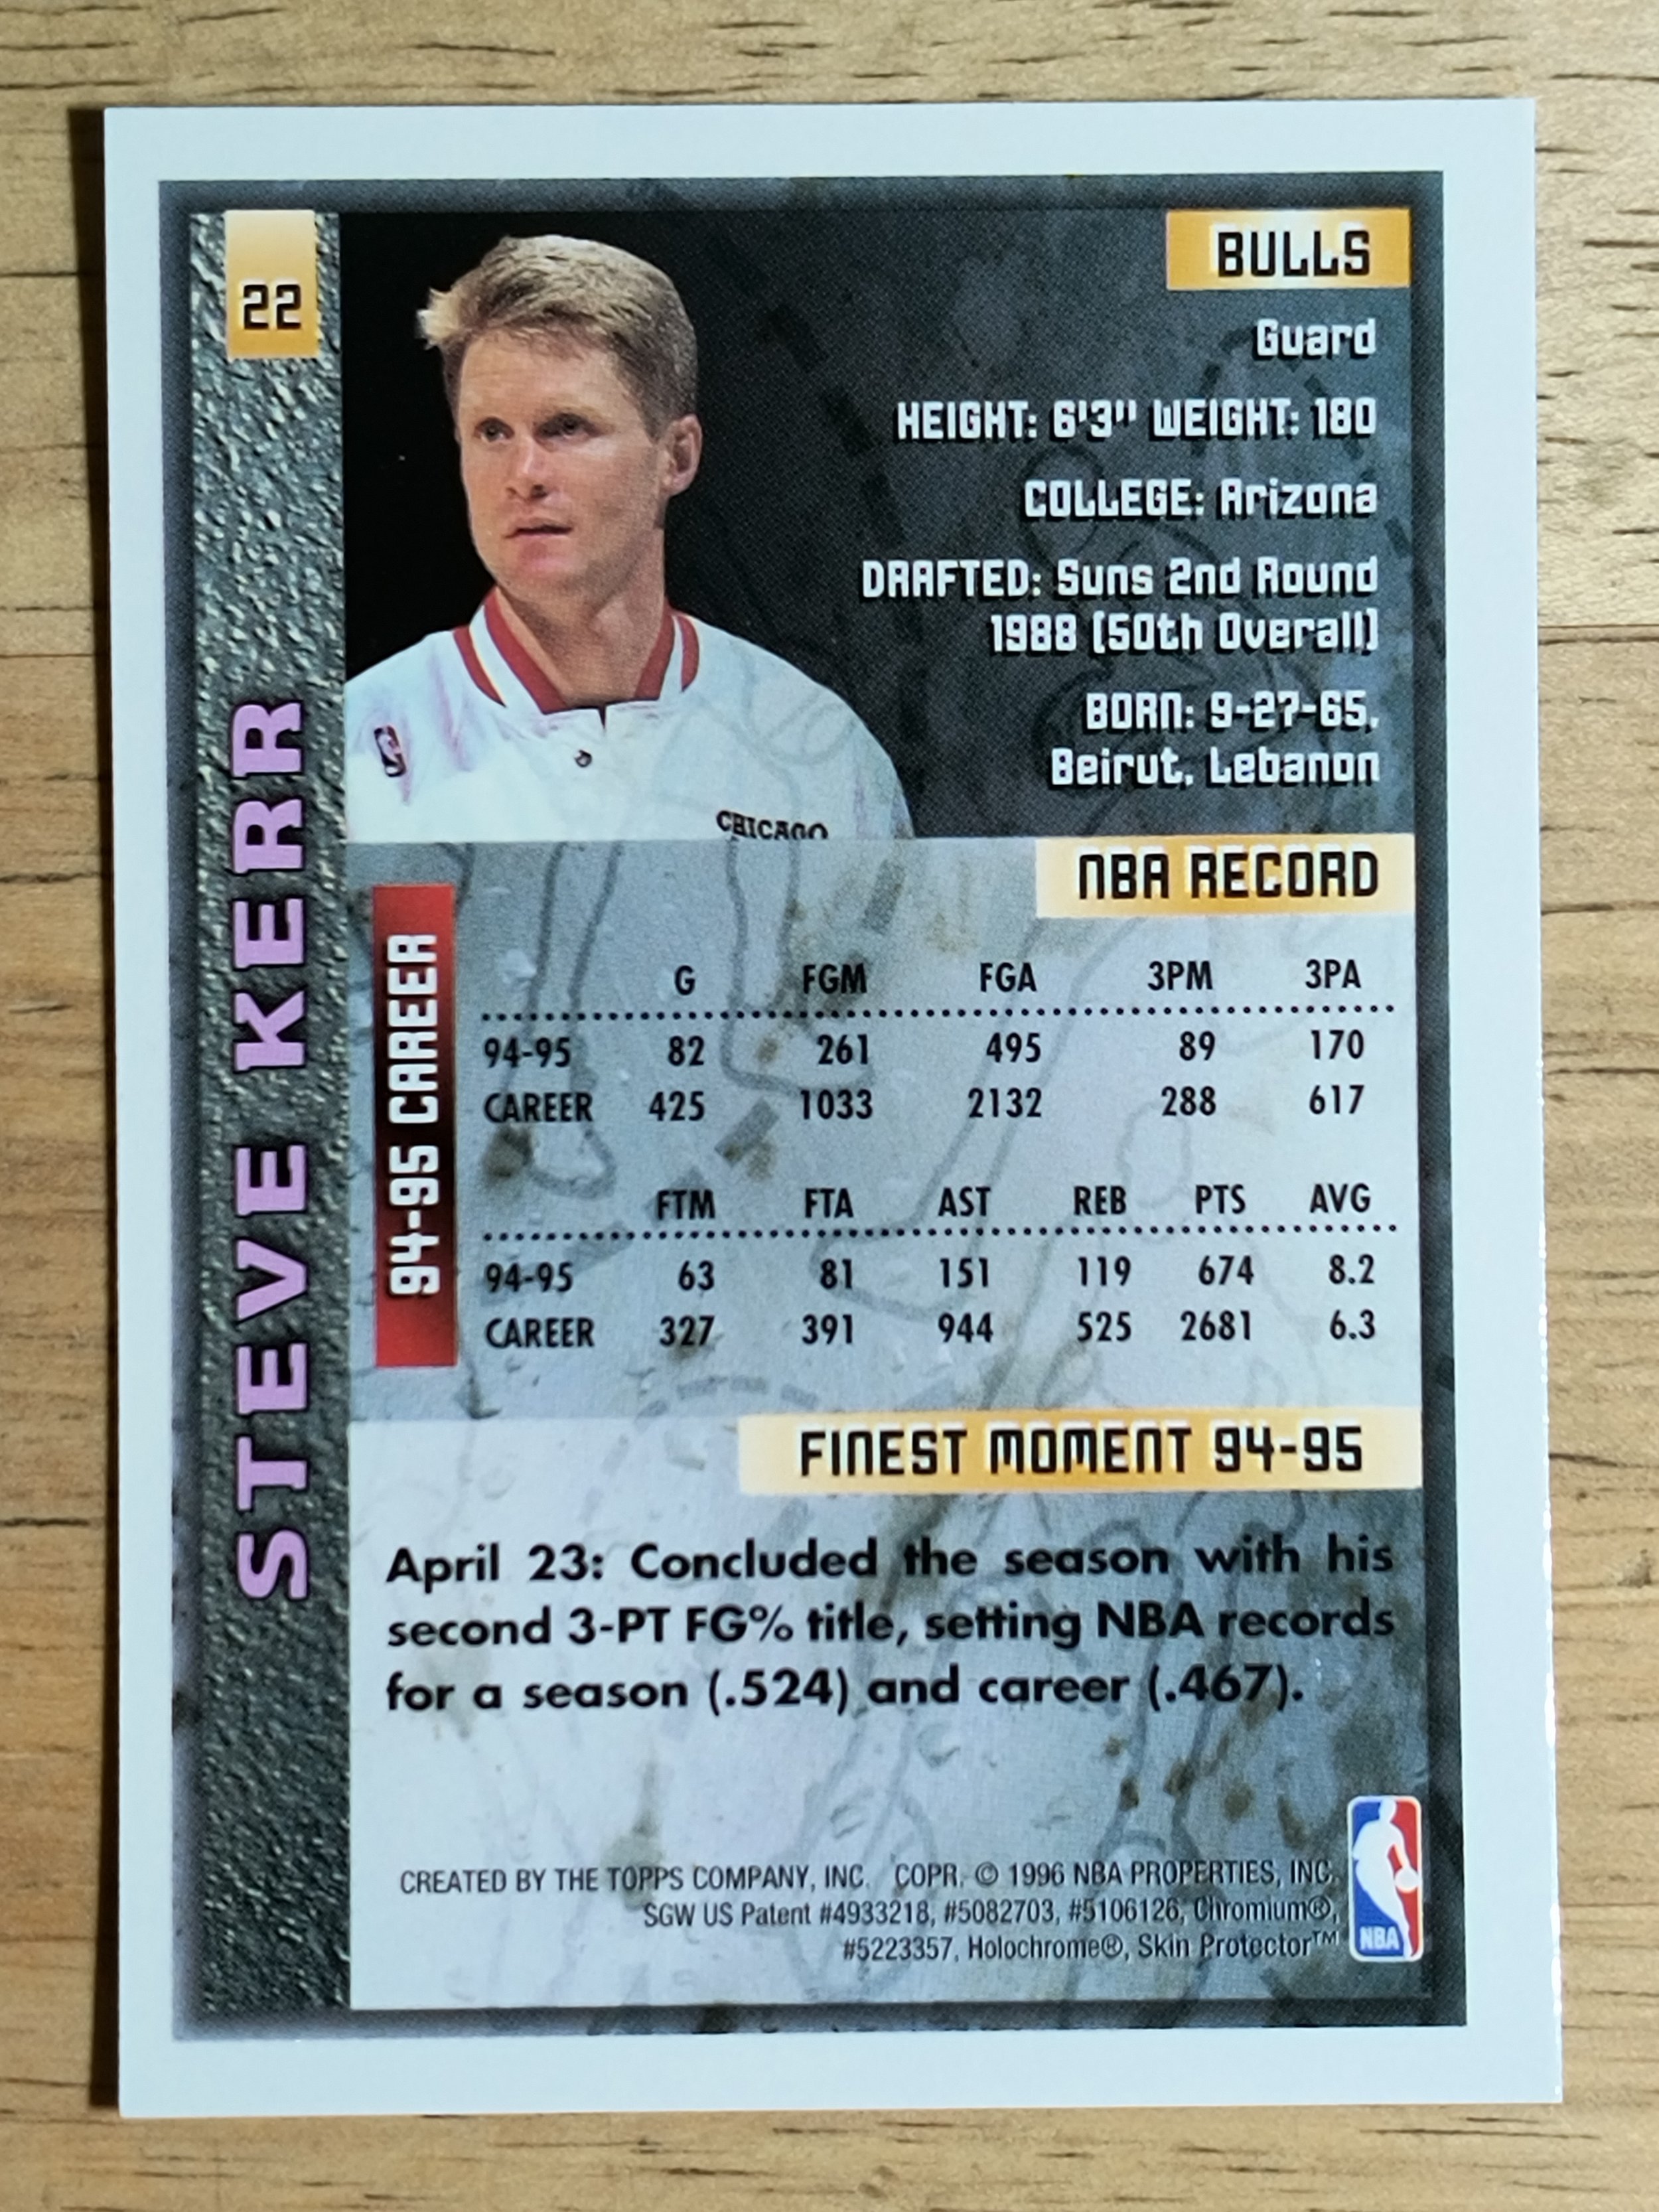 22
BULLS
Guard
HEIGHT: 6'3" WEIGHT: 180
COLLEGE: Arizona
DRAFTED: Suns 2nd Round
1988 (50th Overall)
BORN: 9-27-65,
Beirut, Lebanon
CHICAGO
STEVE KERR
NBA RECORD
94-95 CAREER
G FGM FGA 3PM 3PA
94-95 82 261 495 89 170
CAREER 425 1033 2132 288 617
FTM FTA AST REB PTS AVG
94-95 63 81 151 119 674 8.2
CAREER 327 391 944 525 2681 6.3
FINEST MOMENT 94-95
April 23: Concluded the season with his
second 3-PT FG% title, setting NBA records
for a season (.524) and career (.467).
CREATED BY THE TOPPS COMPANY, INC. COPR. © 1996 NBA PROPERTIES, INC.
SGW US Patent #4933218, #5082703, #5106126, Chromium®,
#5223357, Holochrome®, Skin Protector™
NBA